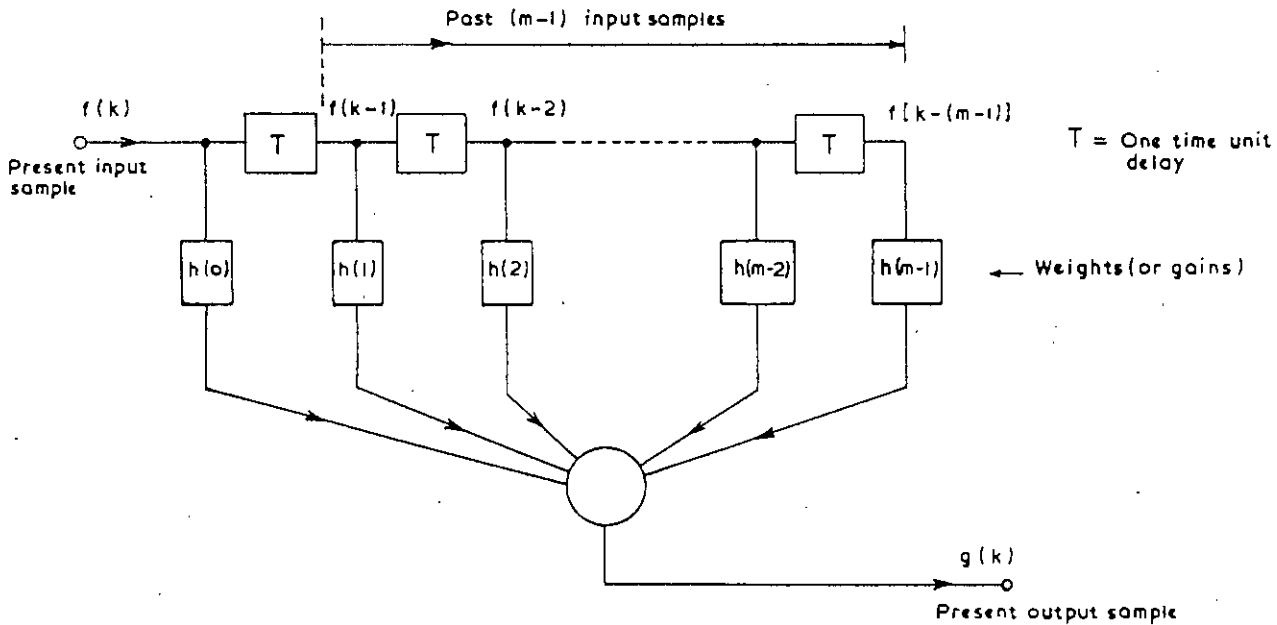 Past (m-1) input samples
f(k)
f(k-1)
f(k-2)
f[k-(m-1)]
T
T
T
T = One time unit
delay
Present input
sample
h(0)
h(1)
h(2)
h(m-2)
h(m-1)
Weights (or gains)
g(k)
Present output sample